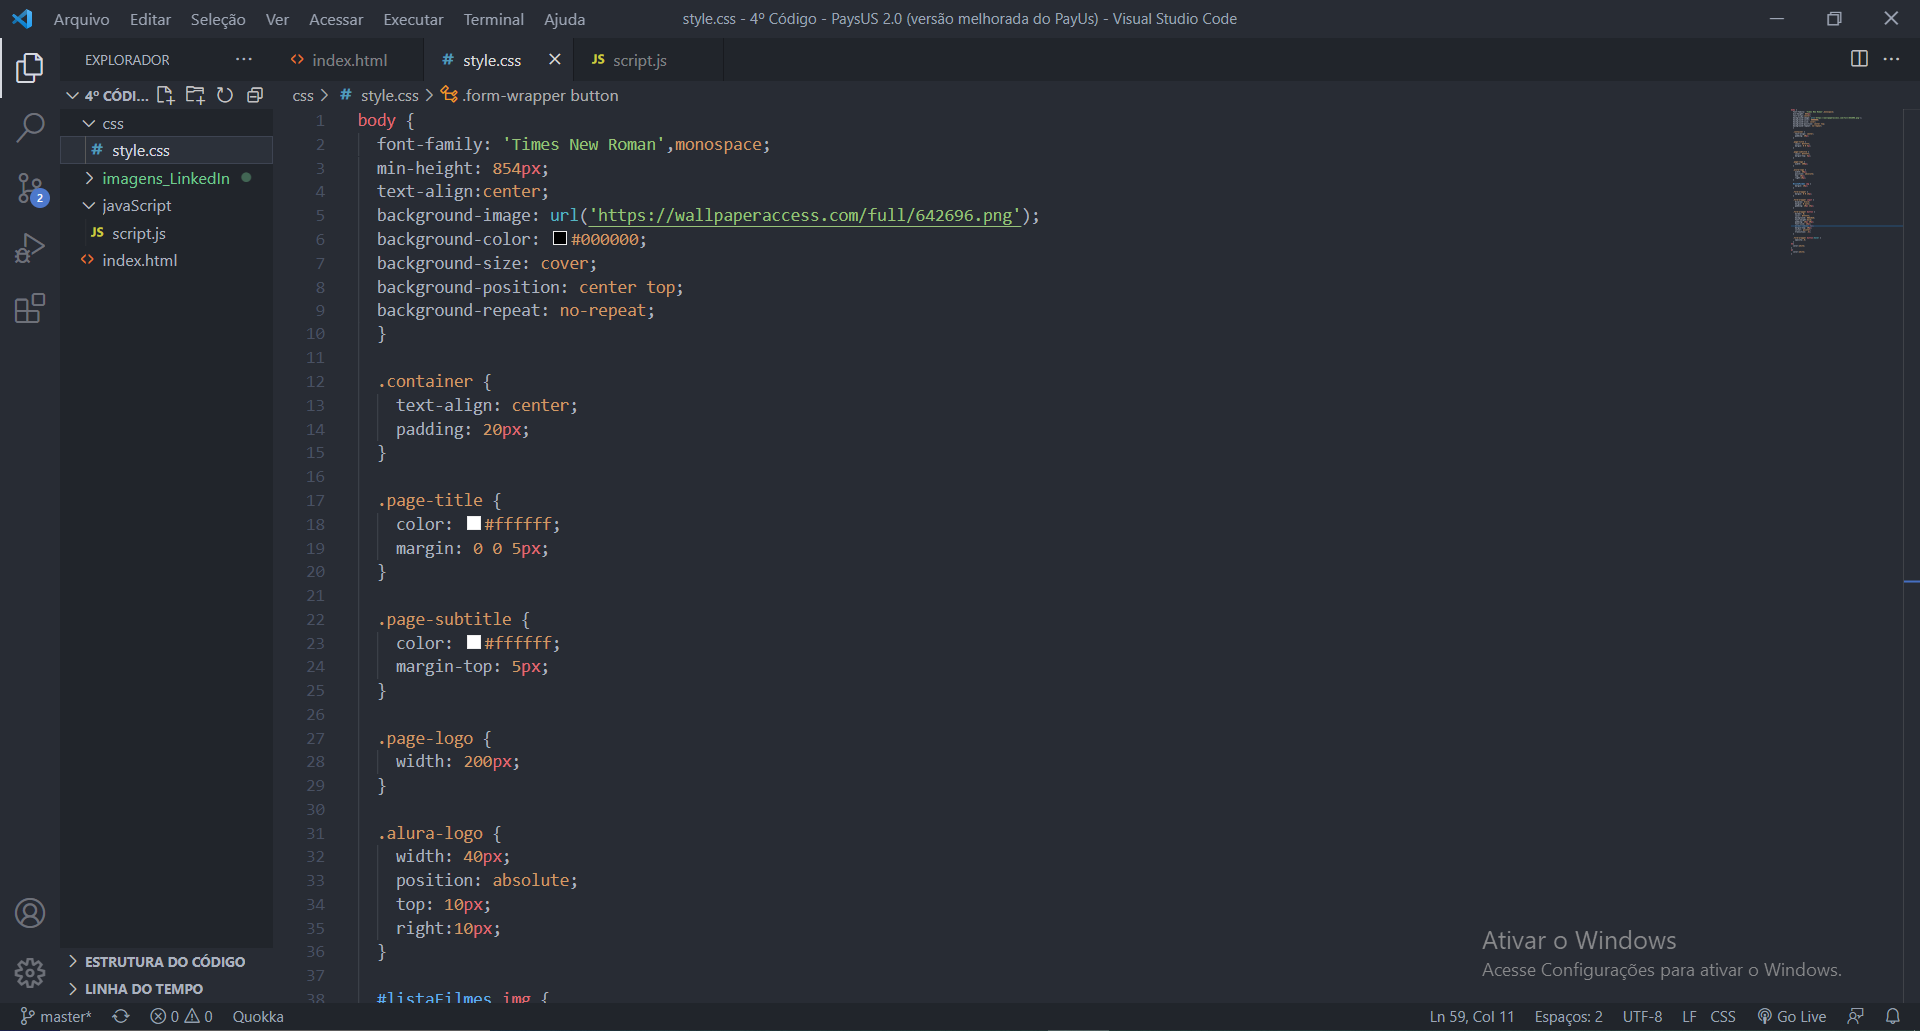 Arquivo Editar Seleção Ver Acessar Executar Terminal Ajuda
style.css - 4º Código - PaysUS 2.0 (versão melhorada do PayUs) - Visual Studio Code
EXPLORADOR
index.html
# style.css
JS script.js
4º CÓDI...
css
# style.css
imagens_LinkedIn
javaScript
JS script.js
index.html
2
ESTRUTURA DO CÓDIGO
LINHA DO TEMPO
css > # style.css > .form-wrapper button
1 body {
2 font-family: 'Times New Roman',monospace;
3 min-height: 854px;
4 text-align:center;
5 background-image: url('https://wallpaperaccess.com/full/642696.png');
6 background-color: #000000;
7 background-size: cover;
8 background-position: center top;
9 background-repeat: no-repeat;
10 }
11
12 .container {
13 text-align: center;
14 padding: 20px;
15 }
16
17 .page-title {
18 color: #ffffff;
19 margin: 0 0 5px;
20 }
21
22 .page-subtitle {
23 color: #ffffff;
24 margin-top: 5px;
25 }
26
27 .page-logo {
28 width: 200px;
29 }
30
31 .alura-logo {
32 width: 40px;
33 position: absolute;
34 top: 10px;
35 right:10px;
36 }
37
38 #listaFilmes img {
Ativar o Windows
Acesse Configurações para ativar o Windows.
master* 0 0 Quokka
Ln 59, Col 11 Espaços: 2 UTF-8 LF CSS Go Live